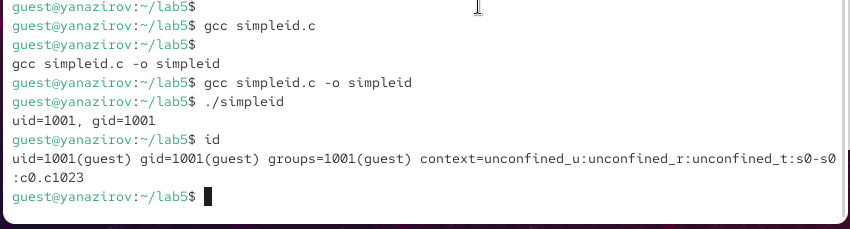 guest@yanazirov:~/lab5$
guest@yanazirov:~/lab5$ gcc simpleid.c
guest@yanazirov:~/lab5$
gcc simpleid.c -o simpleid
guest@yanazirov:~/lab5$ gcc simpleid.c -o simpleid
guest@yanazirov:~/lab5$ ./simpleid
uid=1001, gid=1001
guest@yanazirov:~/lab5$ id
uid=1001(guest) gid=1001(guest) groups=1001(guest) context=unconfined_u:unconfined_r:unconfined_t:s0-s0
:c0.c1023
guest@yanazirov:~/lab5$